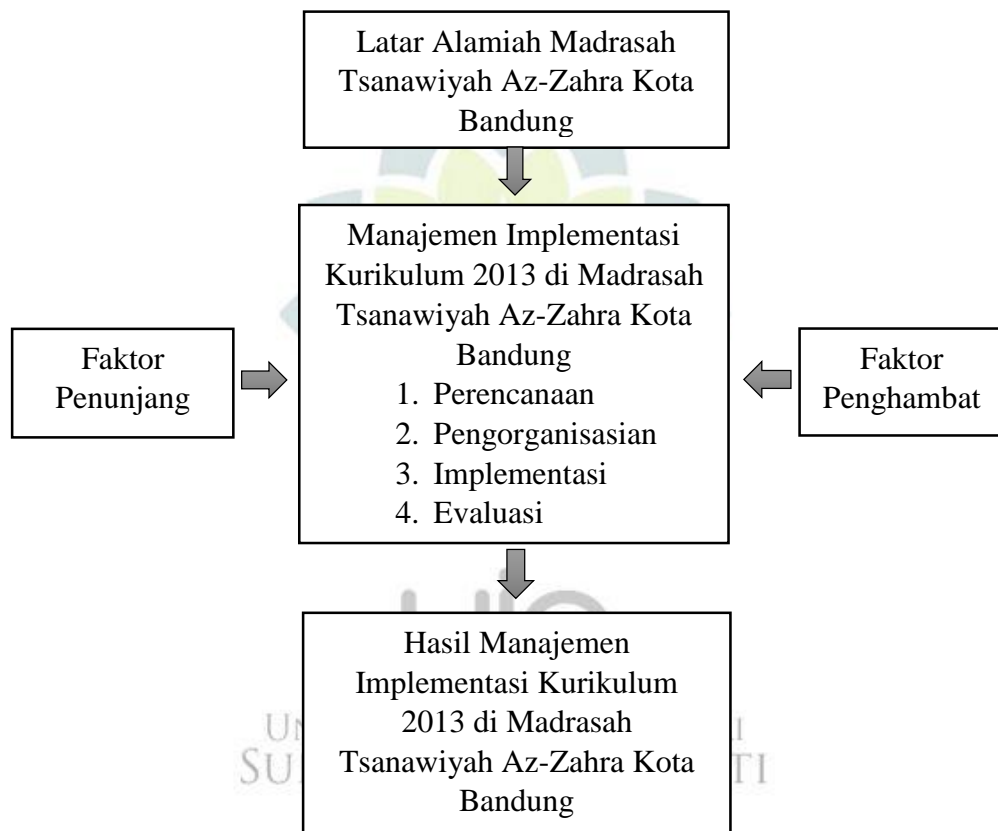 Latar Alamiah Madrasah
Tsanawiyah Az-Zahra Kota
Bandung
Manajemen Implementasi
Kurikulum 2013 di Madrasah
Tsanawiyah Az-Zahra Kota
Bandung
1. Perencanaan
2. Pengorganisasian
3. Implementasi
4. Evaluasi
Faktor
Penunjang
Faktor
Penghambat
Hasil Manajemen
Implementasi Kurikulum
2013 di Madrasah
Tsanawiyah Az-Zahra Kota
Bandung